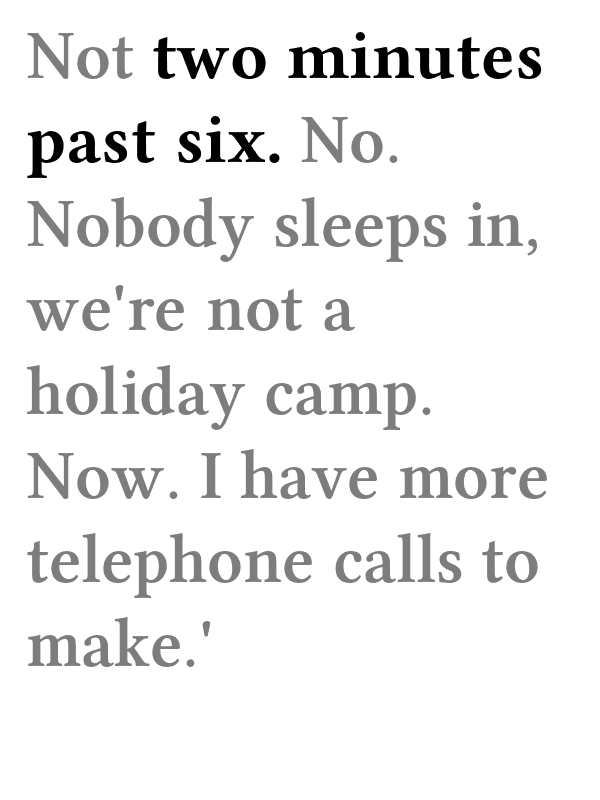 Not two minutes
past six. No.
Nobody sleeps in,
we're not a
holiday camp.
Now. I have more
telephone calls to
make.'